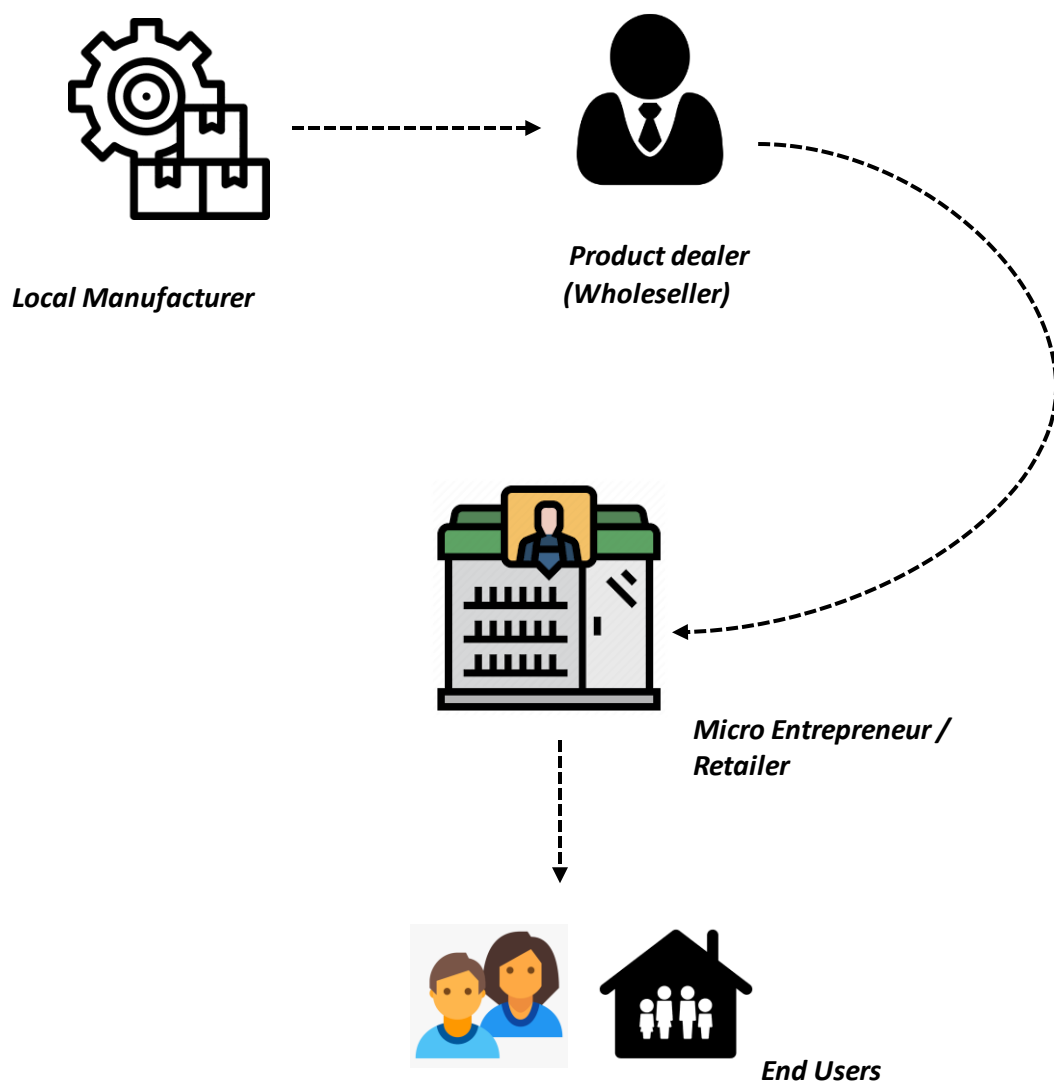 Local Manufacturer
Product dealer
(Wholeseller)
Micro Entrepreneur /
Retailer
End Users